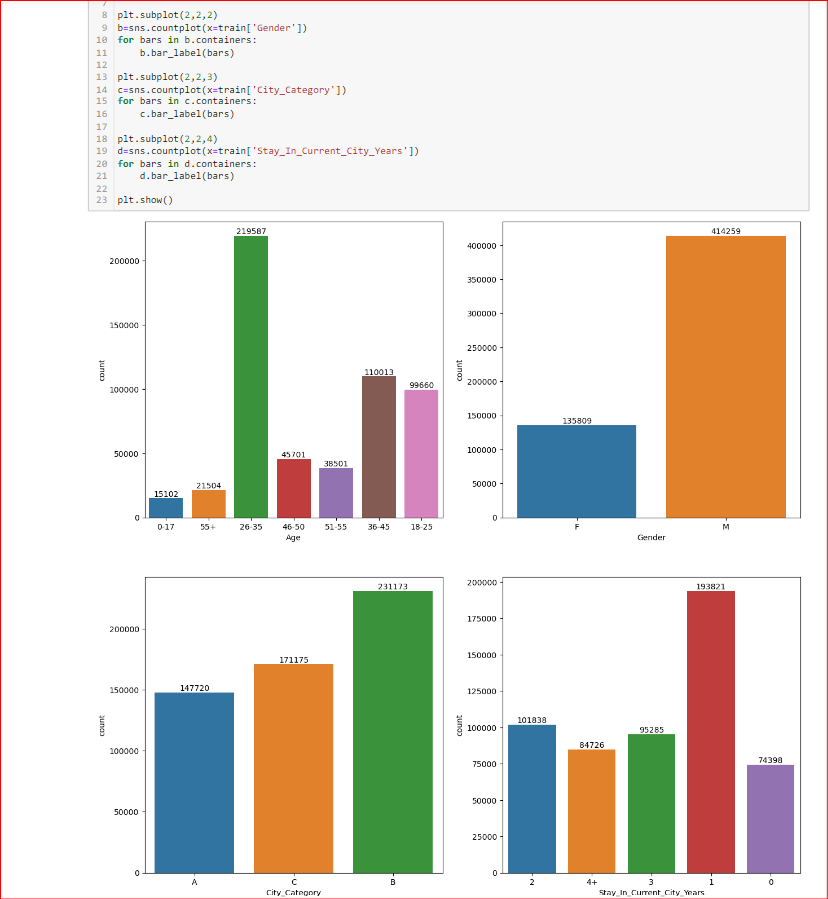 7
8 plt.subplot(2,2,2)
9 b=sns.countplot(x=train['Gender'])
10 for bars in b.containers:
11     b.bar_label(bars)
12
13 plt.subplot(2,2,3)
14 c=sns.countplot(x=train['City_Category'])
15 for bars in c.containers:
16     c.bar_label(bars)
17
18 plt.subplot(2,2,4)
19 d=sns.countplot(x=train['Stay_In_Current_City_Years'])
20 for bars in d.containers:
21     d.bar_label(bars)
22
23 plt.show()
219587
200000
150000
110013
99660
100000
count
50000
45701
38501
21504
15102
0
0-17 55+ 26-35 46-50 51-55 36-45 18-25
Age
414259
400000
350000
300000
250000
count
200000
150000
135809
100000
50000
0
F M
Gender
231173
200000
171175
150000
147720
count
100000
50000
0
A C B
City_Category
200000
193821
175000
150000
125000
count
100000
101838
95285
84726
75000
74398
50000
25000
0
2 4+ 3 1 0
Stay_In_Current_City_Years